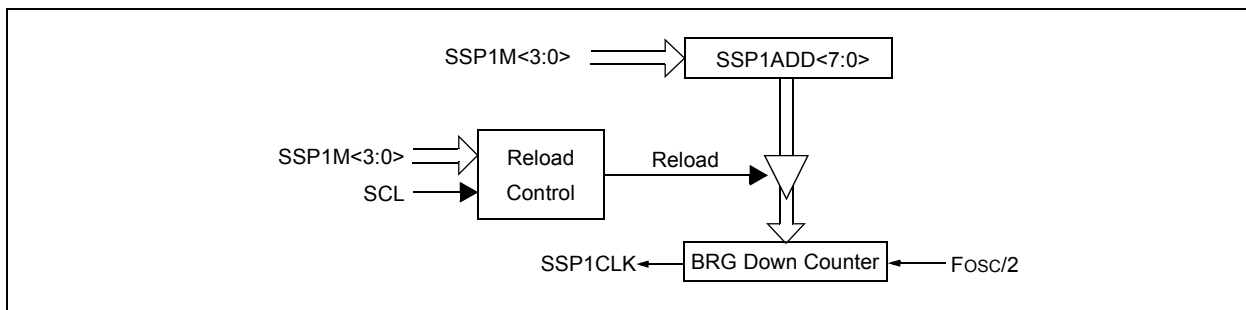 SSP1M<3:0>
SSP1ADD<7:0>
SSP1M<3:0>
SCL
Reload
Control
Reload
SSP1CLK
BRG Down Counter
FOSC/2